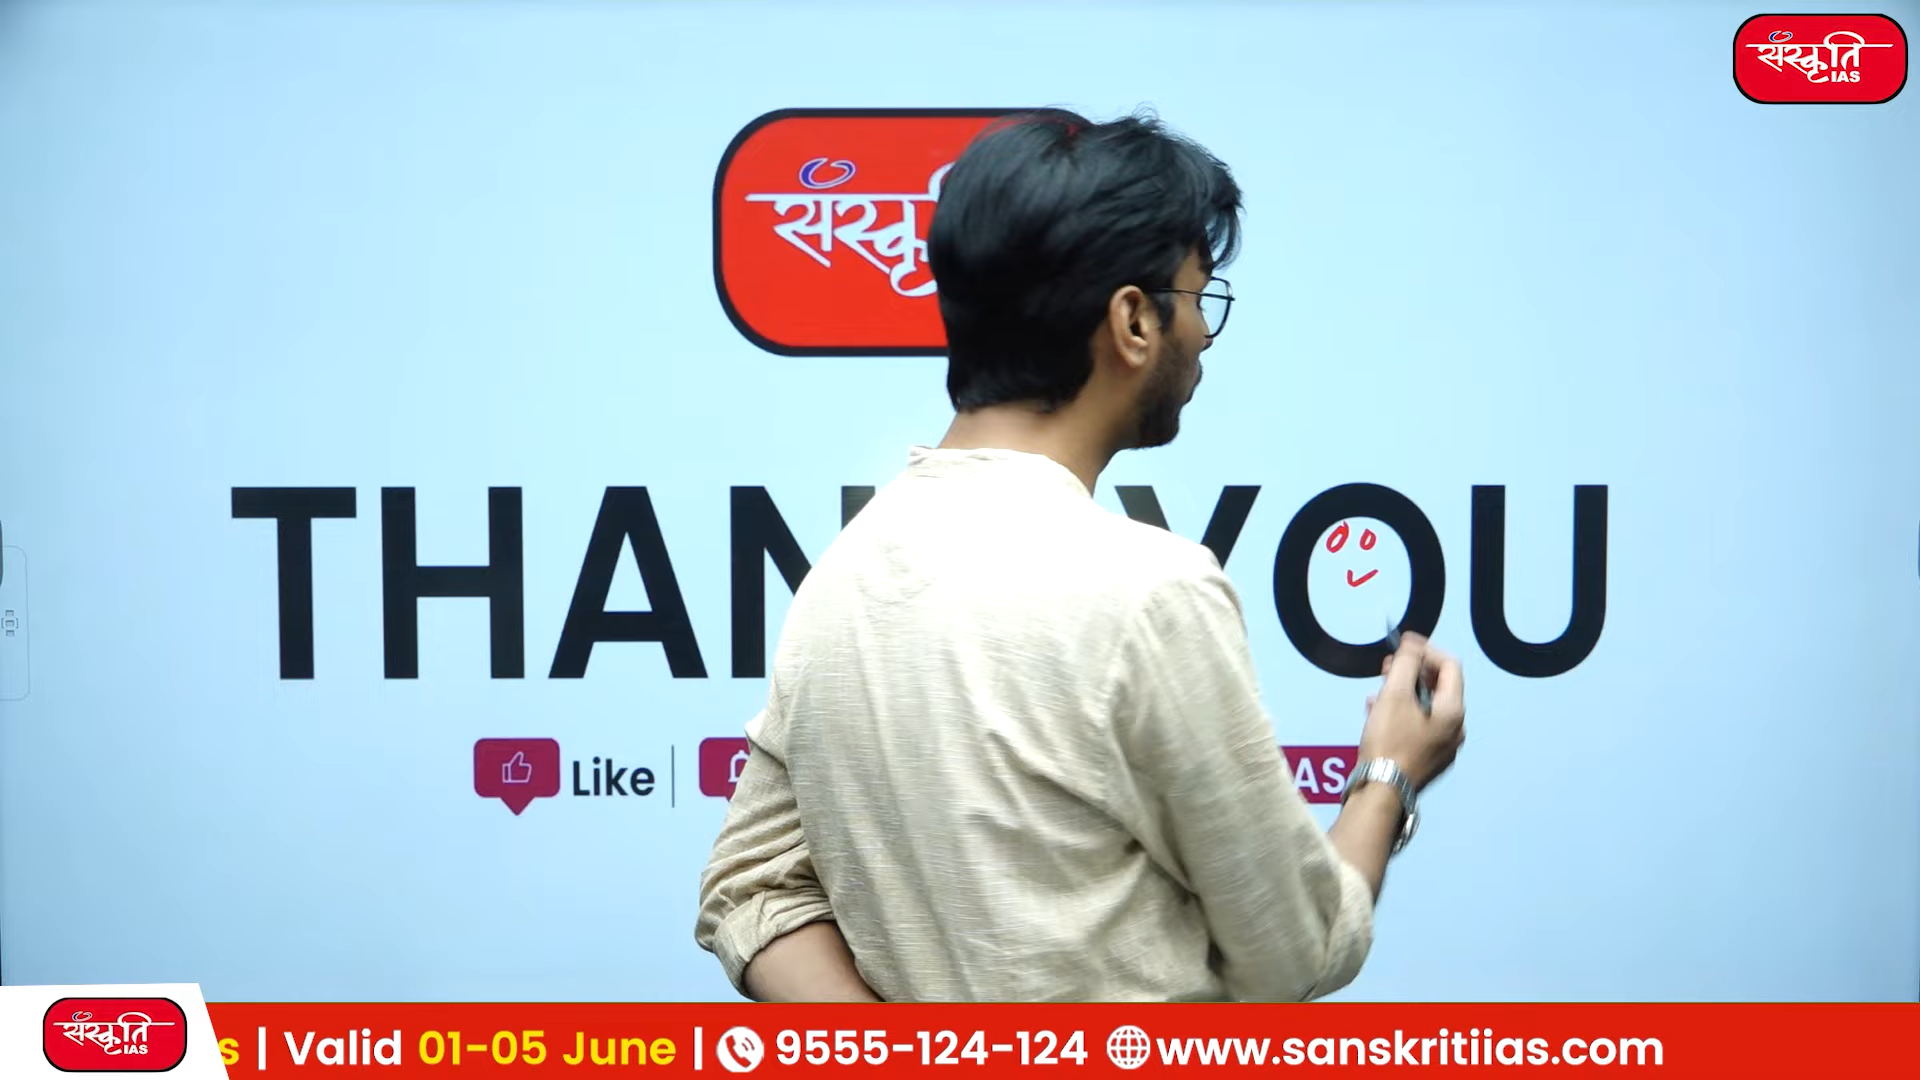 संस्कृति
IAS
संस्कृ
THAN YOU
Like |
AS
संस्कृति
IAS
s | Valid 01-05 June | 9555-124-124 www.sanskritiias.com